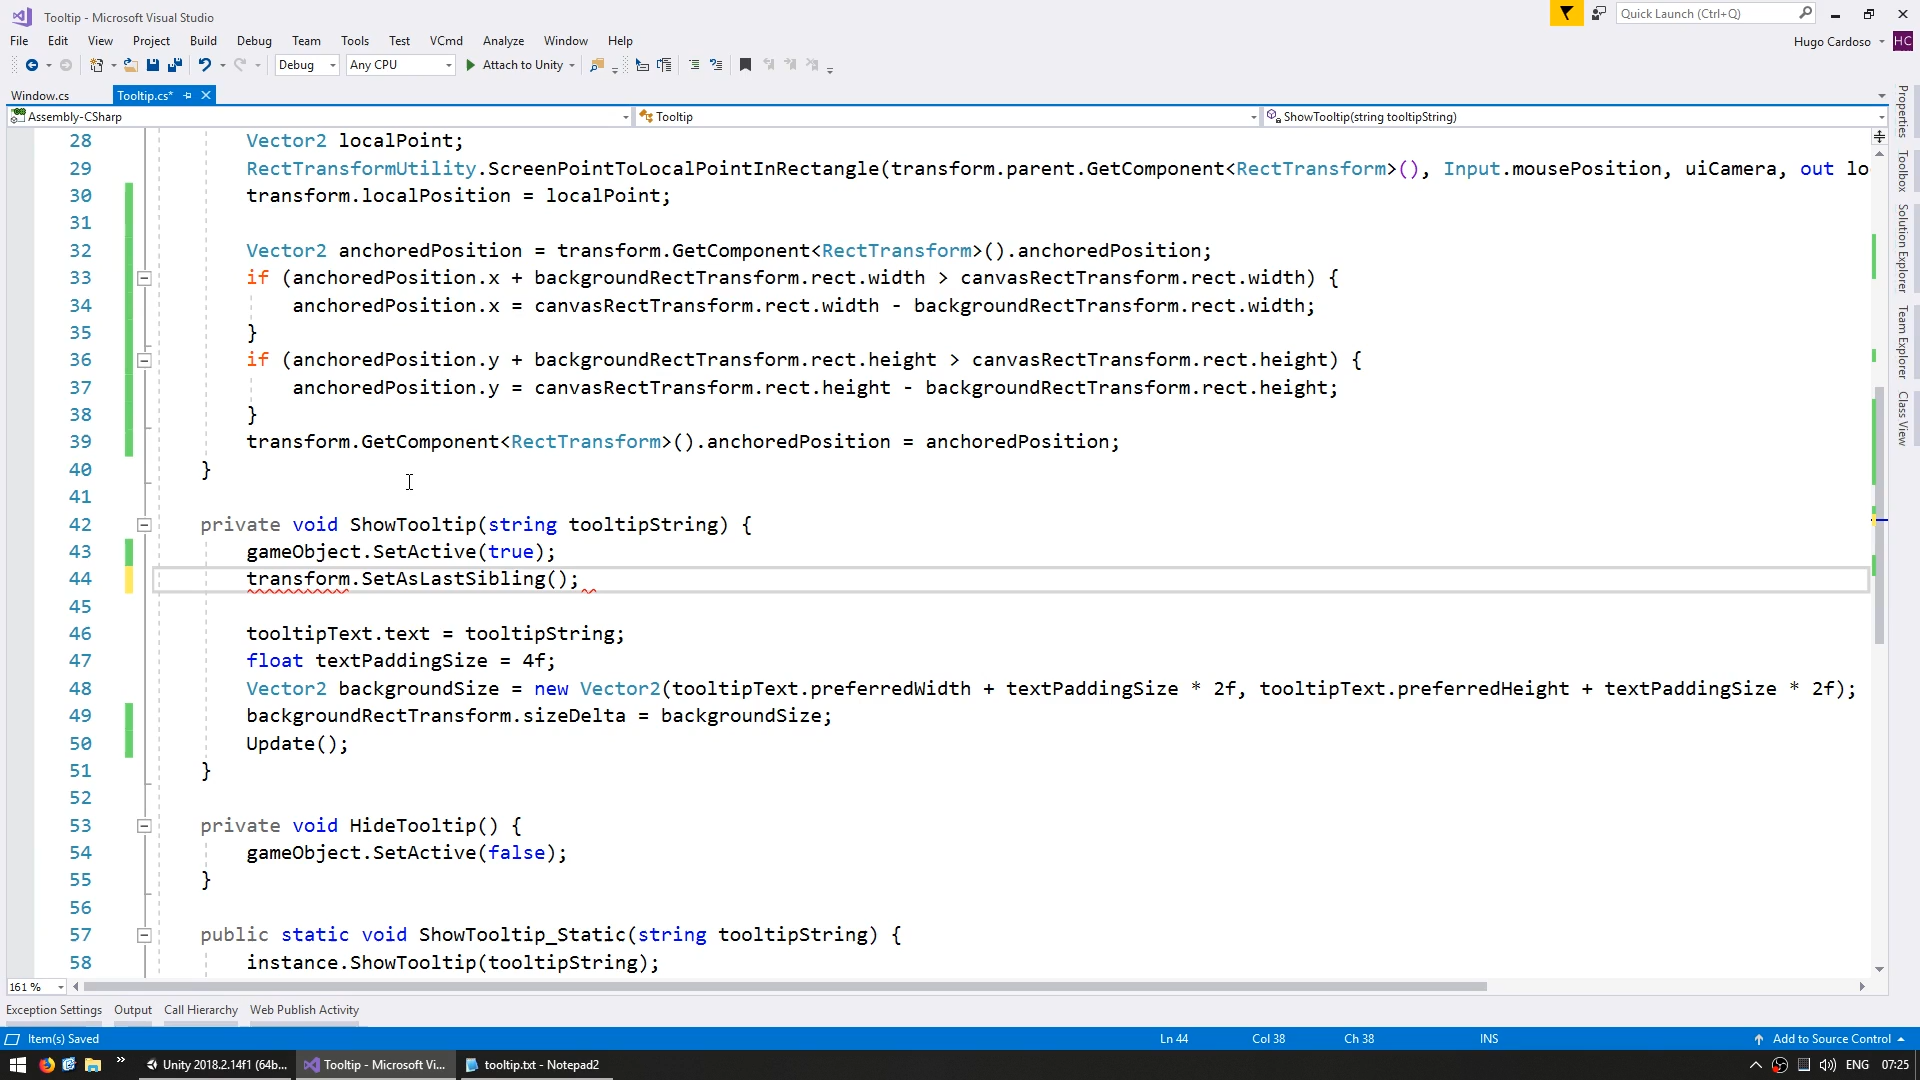 Tooltip - Microsoft Visual Studio
Quick Launch (Ctrl+Q)
File Edit View Project Build Debug Team Tools Test VCmd Analyze Window Help
Hugo Cardoso HC
Debug Any CPU Attach to Unity
Window.cs Tooltip.cs*
Assembly-CSharp Tooltip ShowTooltip(string tooltipString)
28 Vector2 localPoint;
29 RectTransformUtility.ScreenPointToLocalPointInRectangle(transform.parent.GetComponent<RectTransform>(), Input.mousePosition, uiCamera, out lo
30 transform.localPosition = localPoint;
31
32 Vector2 anchoredPosition = transform.GetComponent<RectTransform>().anchoredPosition;
33 if (anchoredPosition.x + backgroundRectTransform.rect.width > canvasRectTransform.rect.width) {
34 anchoredPosition.x = canvasRectTransform.rect.width - backgroundRectTransform.rect.width;
35 }
36 if (anchoredPosition.y + backgroundRectTransform.rect.height > canvasRectTransform.rect.height) {
37 anchoredPosition.y = canvasRectTransform.rect.height - backgroundRectTransform.rect.height;
38 }
39 transform.GetComponent<RectTransform>().anchoredPosition = anchoredPosition;
40 }
41
42 private void ShowTooltip(string tooltipString) {
43 gameObject.SetActive(true);
44 transform.SetAsLastSibling();
45
46 tooltipText.text = tooltipString;
47 float textPaddingSize = 4f;
48 Vector2 backgroundSize = new Vector2(tooltipText.preferredWidth + textPaddingSize * 2f, tooltipText.preferredHeight + textPaddingSize * 2f);
49 backgroundRectTransform.sizeDelta = backgroundSize;
50 Update();
51 }
52
53 private void HideTooltip() {
54 gameObject.SetActive(false);
55 }
56
57 public static void ShowTooltip_Static(string tooltipString) {
58 instance.ShowTooltip(tooltipString);
Properties
Toolbox
Solution Explorer
Team Explorer
Class View
161 %
Exception Settings Output Call Hierarchy Web Publish Activity
Item(s) Saved Ln 44 Col 38 Ch 38 INS Add to Source Control
Unity 2018.2.14f1 (64b... Tooltip - Microsoft Vi... tooltip.txt - Notepad2 ENG 07:25